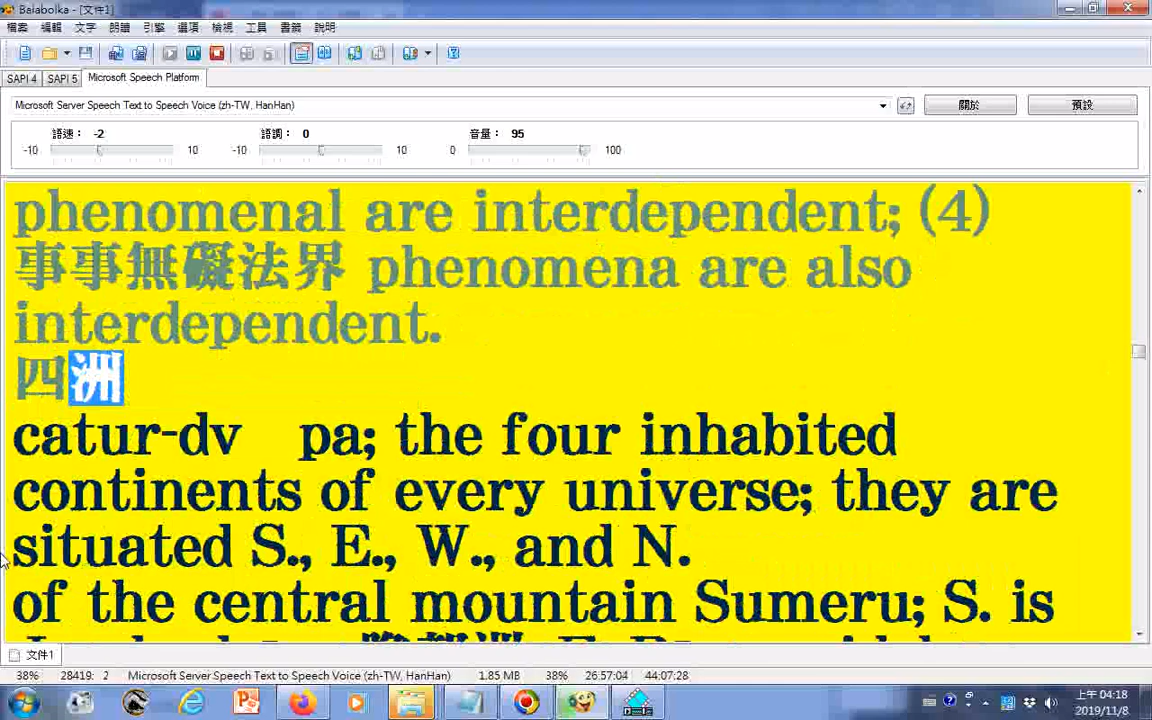 Balabolka - [文件1]
檔案 編輯 文字 朗讀 引擎 選項 檢視 工具 書籤 說明
SAPI 4 SAPI 5 Microsoft Speech Platform
Microsoft Server Speech Text to Speech Voice (zh-TW, HanHan) 關於 預設
語速： -2 語調： 0 音量： 95
-10 10 -10 10 0 100
phenomenal are interdependent; (4)
事事無礙法界 phenomena are also
interdependent.
四洲
catur-dv pa; the four inhabited
continents of every universe; they are
situated S., E., W., and N.
of the central mountain Sumeru; S. is
文件1
38% 28419: 2 Microsoft Server Speech Text to Speech Voice (zh-TW, HanHan) 1.85 MB 38% 26:57:04 44:07:28
上午 04:18
2019/11/8